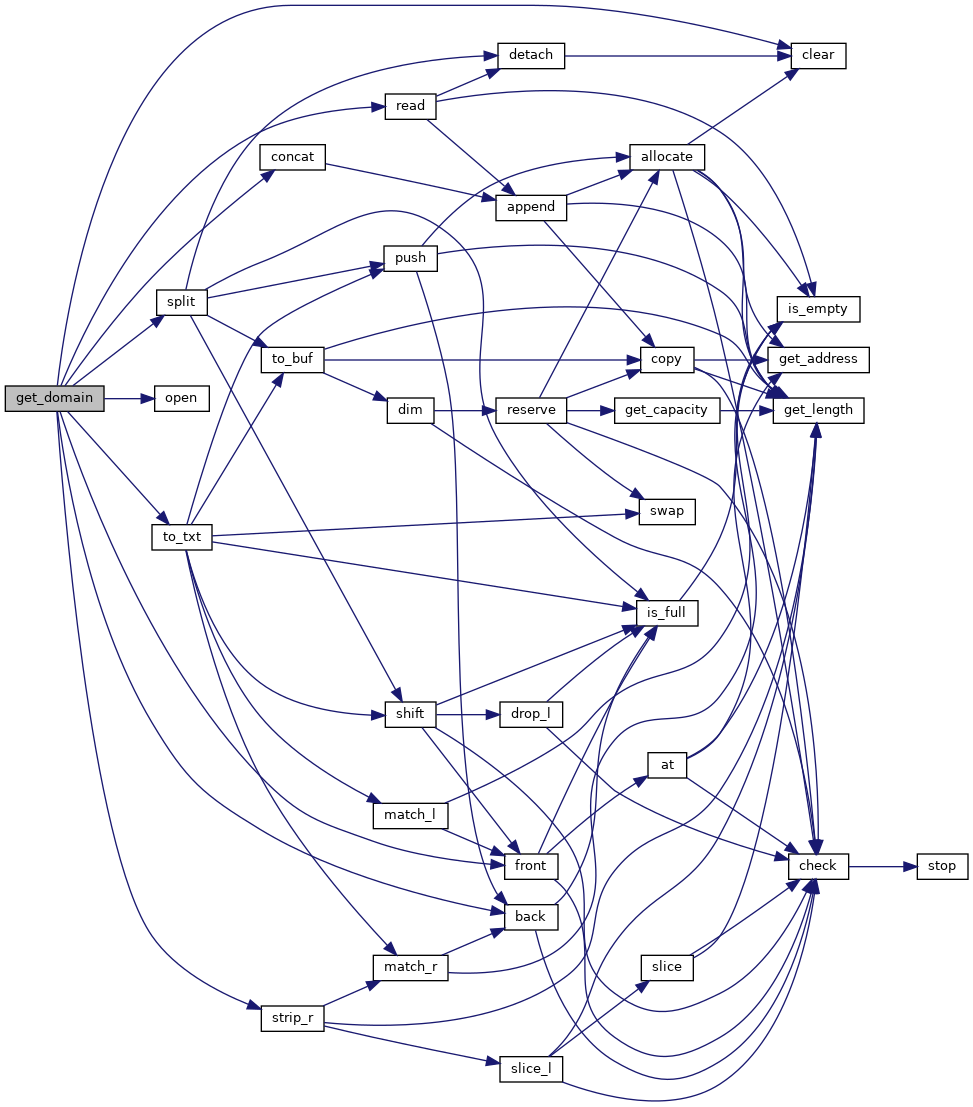 get_domain
split
open
to_txt
concat
to_buf
strip_r
read
push
dim
shift
match_l
match_r
detach
append
reserve
drop_l
front
back
slice_l
allocate
copy
get_capacity
swap
is_full
at
slice
clear
is_empty
get_address
get_length
check
stop